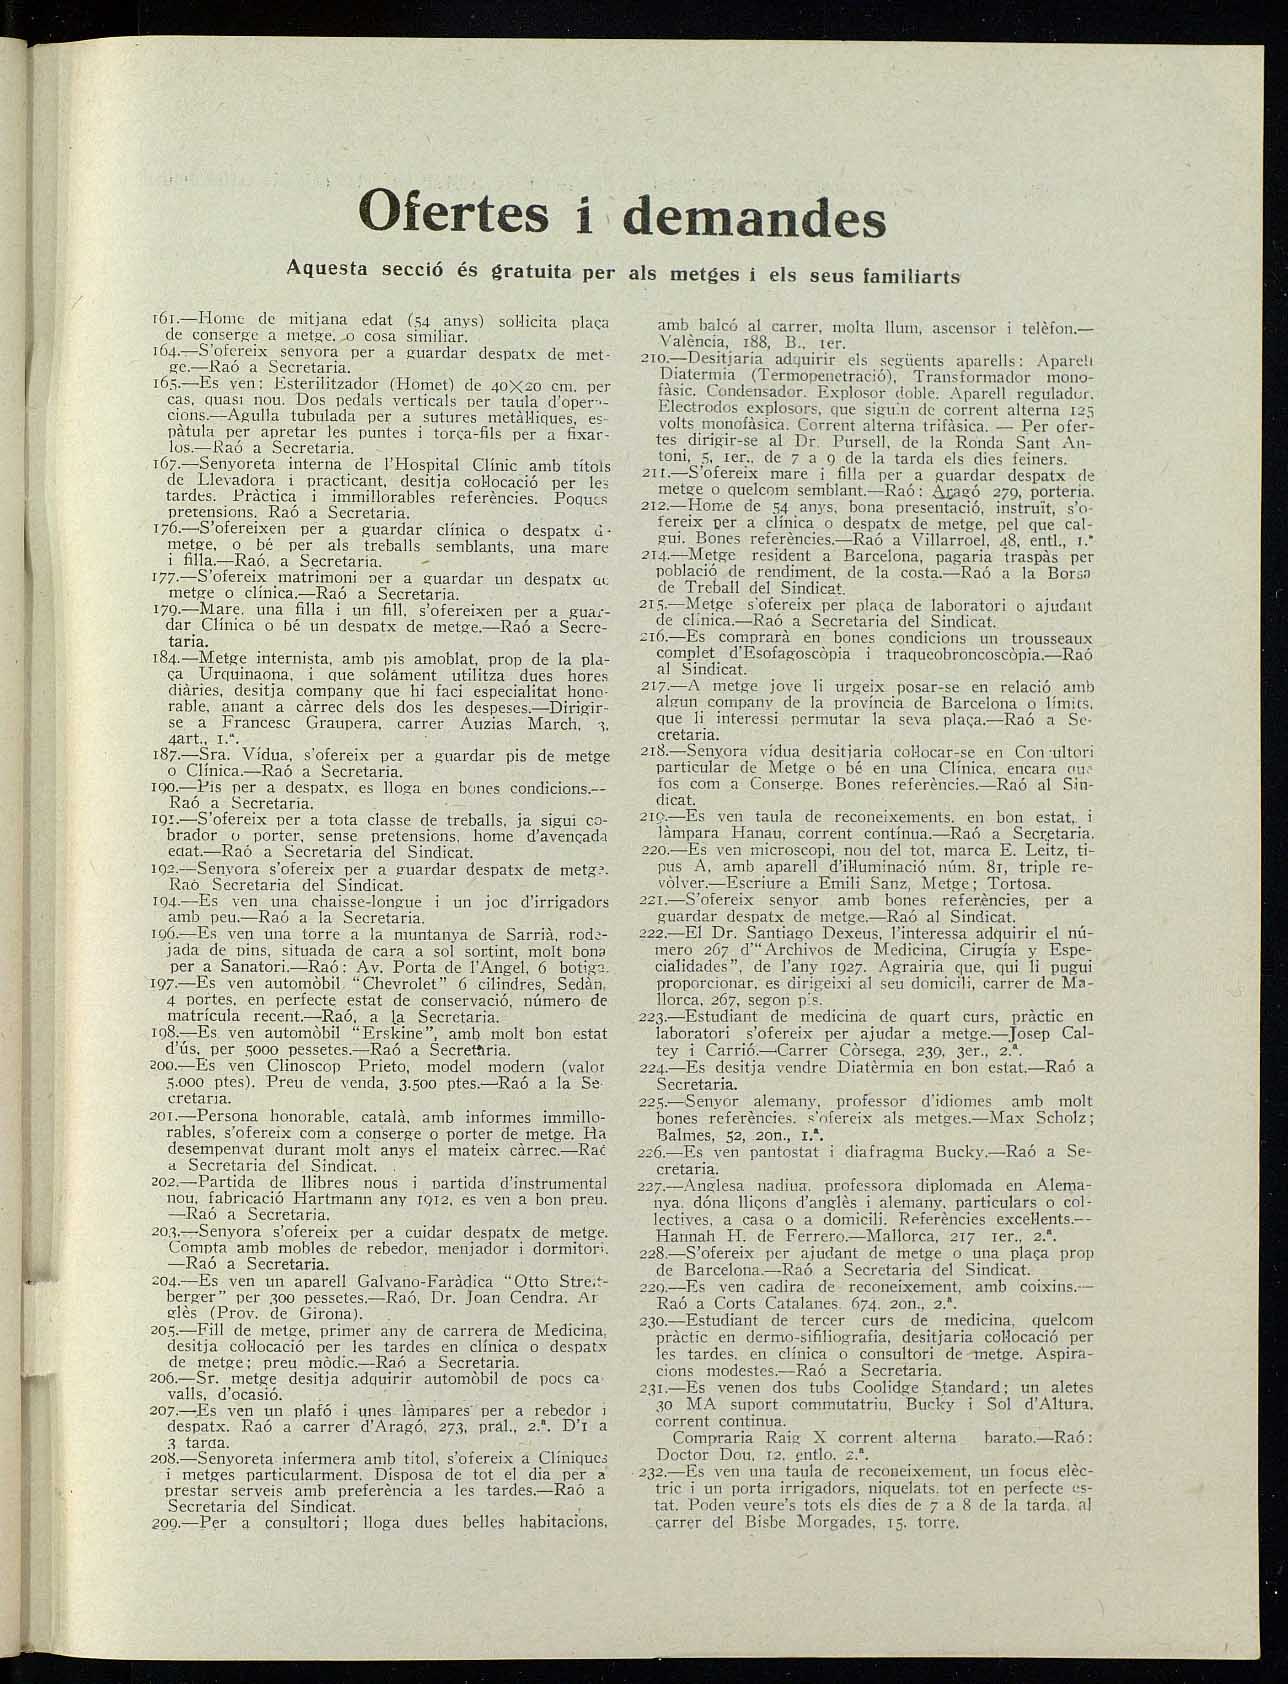 Ofertes i demandes
Aquesta secció és gratuita per als metges i els seus familiarts
161.—Home de mitjana edat (54 anys) sol·licita plaça
de conserge a metge, o cosa similiar.
164.—S'ofereix senyora per a guardar despatx de met-
ge.—Raó a Secretaria.
165.—Es ven: Esterilitzador (Homet) de 40X20 cm. per
cas, quasi nou. Dos pedals verticals per taula d'oper-
cions.—Agulla tubulada per a sutures metàl·liques, es-
pàtula per apretar les puntes i torça-fils per a fixar-
los.—Raó a Secretaria.
167.—Senyoreta interna de l'Hospital Clínic amb títols
de Llevadora i practicant, desitja col·locació per les
tardes. Pràctica i immillorables referències. Poques
pretensions. Raó a Secretaria.
176.—S'ofereixen per a guardar clínica o despatx d-
metge, o bé per als treballs semblants, una mare
i filla.—Raó, a Secretaria.
177.—S'ofereix matrimoni per a guardar un despatx de
metge o clínica.—Raó a Secretaria.
179.—Mare, una filla i un fill, s'ofereixen per a guar-
dar Clínica o bé un despatx de metge.—Raó a Secre-
taria.
184.—Metge internista, amb pis amoblat, prop de la pla-
ça Urquinaona, i que solàment utilitza dues hores
diàries, desitja company que hi faci especialitat hono-
rable, anant a càrrec dels dos les despeses.—Dirigir-
se a Francesc Graupera, carrer Auzias March, 3,
4art., 1.ª.
187.—Sra. Vídua, s'ofereix per a guardar pis de metge
o Clínica.—Raó a Secretaria.
190.—Pis per a despatx, es lloga en bones condicions.—
Raó a Secretaria.
191.—S'ofereix per a tota classe de treballs, ja sigui co-
brador o porter, sense pretensions, home d'avençada
edat.—Raó a Secretaria del Sindicat.
192.—Senyora s'ofereix per a guardar despatx de metge.
Raó Secretaria del Sindicat.
194.—Es ven una chaisse-longue i un joc d'irrigadors
amb peu.—Raó a la Secretaria.
196.—Es ven una torre a la muntanya de Sarrià, rode-
jada de pins, situada de cara a sol sortint, molt bona
per a Sanatori.—Raó: Av. Porta de l'Angel, 6 botiga.
197.—Es ven automòbil "Chevrolet" 6 cilindres, Sedàn,
4 portes, en perfecte estat de conservació, número de
matrícula recent.—Raó, a la Secretaria.
198.—Es ven automòbil "Erskine", amb molt bon estat
d'ús, per 5000 pessetes.—Raó a Secrettaria.
200.—Es ven Clinoscop Prieto, model modern (valor
5.000 ptes). Preu de venda, 3.500 ptes.—Raó a la Se-
cretaria.
201.—Persona honorable, català, amb informes immillo-
rables, s'ofereix com a conserge o porter de metge. Ha
desempenyat durant molt anys el mateix càrrec.—Raó
a Secretaria del Sindicat.
202.—Partida de llibres nous i partida d'instrumental
nou, fabricació Hartmann any 1912, es ven a bon preu.
—Raó a Secretaria.
203.—Senyora s'ofereix per a cuidar despatx de metge.
Compta amb mobles de rebedor, menjador i dormitori.
—Raó a Secretaria.
204.—Es ven un aparell Galvano-Faràdica "Otto Streit-
berger" per 300 pessetes.—Raó, Dr. Joan Cendra, An
glès (Prov. de Girona).
205.—Fill de metge, primer any de carrera de Medicina,
desitja col·locació per les tardes en clínica o despatx
de metge; preu mòdic.—Raó a Secretaria.
206.—Sr. metge desitja adquirir automòbil de pocs ca-
valls, d'ocasió.
207.—Es ven un plafó i unes làmpares per a rebedor i
despatx. Raó a carrer d'Aragó, 273, pral., 2.ª. D'1 a
3 tarda.
208.—Senyoreta infermera amb títol, s'ofereix a Clíniques
i metges particularment. Disposa de tot el dia per a
prestar serveis amb preferència a les tardes.—Raó a
Secretaria del Sindicat.
209.—Per a consultori; lloga dues belles habitacions,
amb balcó al carrer, molta llum, ascensor i telèfon.—
València, 188, B., 1er.
210.—Desitjaria adquirir els següents aparells: Aparell
Diatermia (Termopenetració), Transformador mono-
fàsic. Condensador. Explosor doble. Aparell regulador.
Electrodos explosors, que siguin de corrent alterna 125
volts monofàsica. Corrent alterna trifàsica. — Per ofer-
tes dirigir-se al Dr. Pursell, de la Ronda Sant An-
toni, 5, 1er., de 7 a 9 de la tarda els dies feiners.
211.—S'ofereix mare i filla per a guardar despatx de
metge o quelcom semblant.—Raó: Aragó 279, porteria.
212.—Home de 54 anys, bona presentació, instruït, s'o-
fereix per a clínica o despatx de metge, pel que cal-
gui. Bones referències.—Raó a Villarroel, 48, entl., 1.ª
214.—Metge resident a Barcelona, pagaria traspàs per
població de rendiment, de la costa.—Raó a la Borsa
de Treball del Sindicat.
215.—Metge s'ofereix per plaça de laboratori o ajudant
de clínica.—Raó a Secretaria del Sindicat.
216.—Es comprarà en bones condicions un trousseaux
complet d'Esofagoscòpia i traqueobroncoscòpia.—Raó
al Sindicat.
217.—A metge jove li urgeix posar-se en relació amb
algun company de la província de Barcelona o límits,
que li interessi permutar la seva plaça.—Raó a Se-
cretaria.
218.—Senyora vídua desitjaria col·locar-se en Con ultori
particular de Metge o bé en una Clínica, encara que
fos com a Conserge. Bones referències.—Raó al Sin-
dicat.
219.—Es ven taula de reconeixements, en bon estat, i
làmpara Hanau, corrent contínua.—Raó a Secretaria.
220.—Es ven microscopi, nou del tot, marca E. Leitz, ti-
pus A, amb aparell d'il·luminació núm. 81, triple re-
vòlver.—Escriure a Emili Sanz, Metge; Tortosa.
221.—S'ofereix senyor amb bones referències, per a
guardar despatx de metge.—Raó al Sindicat.
222.—El Dr. Santiago Dexeus, l'interessa adquirir el nú-
mero 267 d'"Archivos de Medicina, Cirugía y Espe-
cialidades", de l'any 1927. Agrairia que, qui li pugui
proporcionar, es dirigeixi al seu domicili, carrer de Ma-
llorca, 267, segon pis.
223.—Estudiant de medicina de quart curs, pràctic en
laboratori s'ofereix per ajudar a metge.—Josep Cal-
tey i Carrió.—Carrer Còrsega, 239, 3er., 2.ª.
224.—Es desitja vendre Diatèrmia en bon estat.—Raó a
Secretaria.
225.—Senyor alemany, professor d'idiomes amb molt
bones referències, s'ofereix als metges.—Max Scholz;
Balmes, 52, 2on., 1.ª.
226.—Es ven pantostat i diafragma Bucky.—Raó a Se-
cretaria.
227.—Anglesa nadiua, professora diplomada en Alema-
nya, dóna lliçons d'anglès i alemany, particulars o col-
lectives, a casa o a domicili. Referències excel·lents.—
Hannah H. de Ferrero.—Mallorca, 217 1er., 2.ª.
228.—S'ofereix per ajudant de metge o una plaça prop
de Barcelona.—Raó a Secretaria del Sindicat.
229.—Es ven cadira de reconeixement, amb coixins.—
Raó a Corts Catalanes, 674, 2on., 2.ª.
230.—Estudiant de tercer curs de medicina, quelcom
pràctic en dermo-sifiliografia, desitjaria col·locació per
les tardes, en clínica o consultori de metge. Aspira-
cions modestes.—Raó a Secretaria.
231.—Es venen dos tubs Coolidge Standard; un aletes
30 MA suport commutatriu, Bucky i Sol d'Altura,
corrent contínua.
Compraria Raig X corrent alterna barato.—Raó:
Doctor Dou, 12, entlo, 2.ª.
232.—Es ven una taula de reconeixement, un focus elèc-
tric i un porta irrigadors, niquelats, tot en perfecte es-
tat. Poden veure's tots els dies de 7 a 8 de la tarda, al
carrer del Bisbe Morgades, 15, torre.